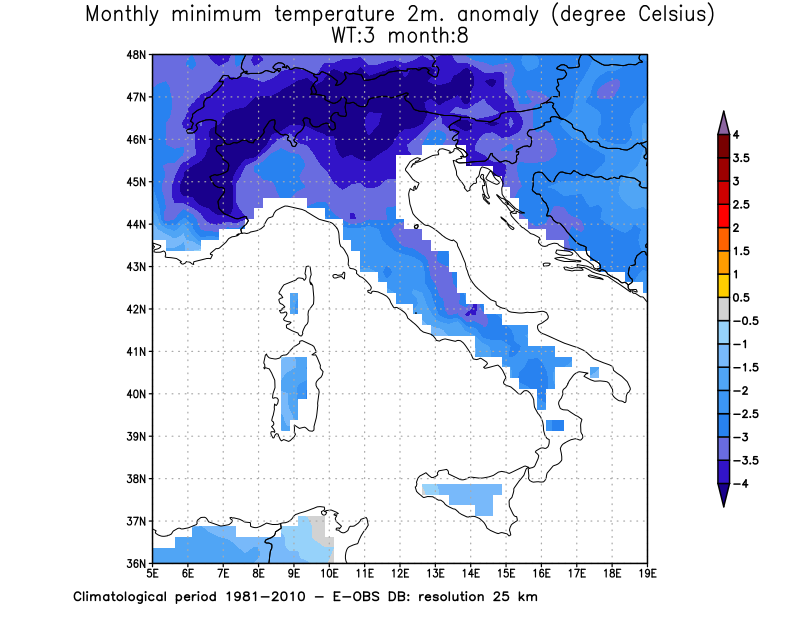 Monthly minimum temperature 2m. anomaly (degree Celsius)
WT:3 month:8
48N
47N
46N
45N
44N
43N
42N
41N
40N
39N
38N
37N
36N
5E 6E 7E 8E 9E 10E 11E 12E 13E 14E 15E 16E 17E 18E 19E
4
3.5
3
2.5
2
1.5
1
0.5
−0.5
−1
−1.5
−2
−2.5
−3
−3.5
−4
Climatological period 1981−2010 − E−OBS DB: resolution 25 km